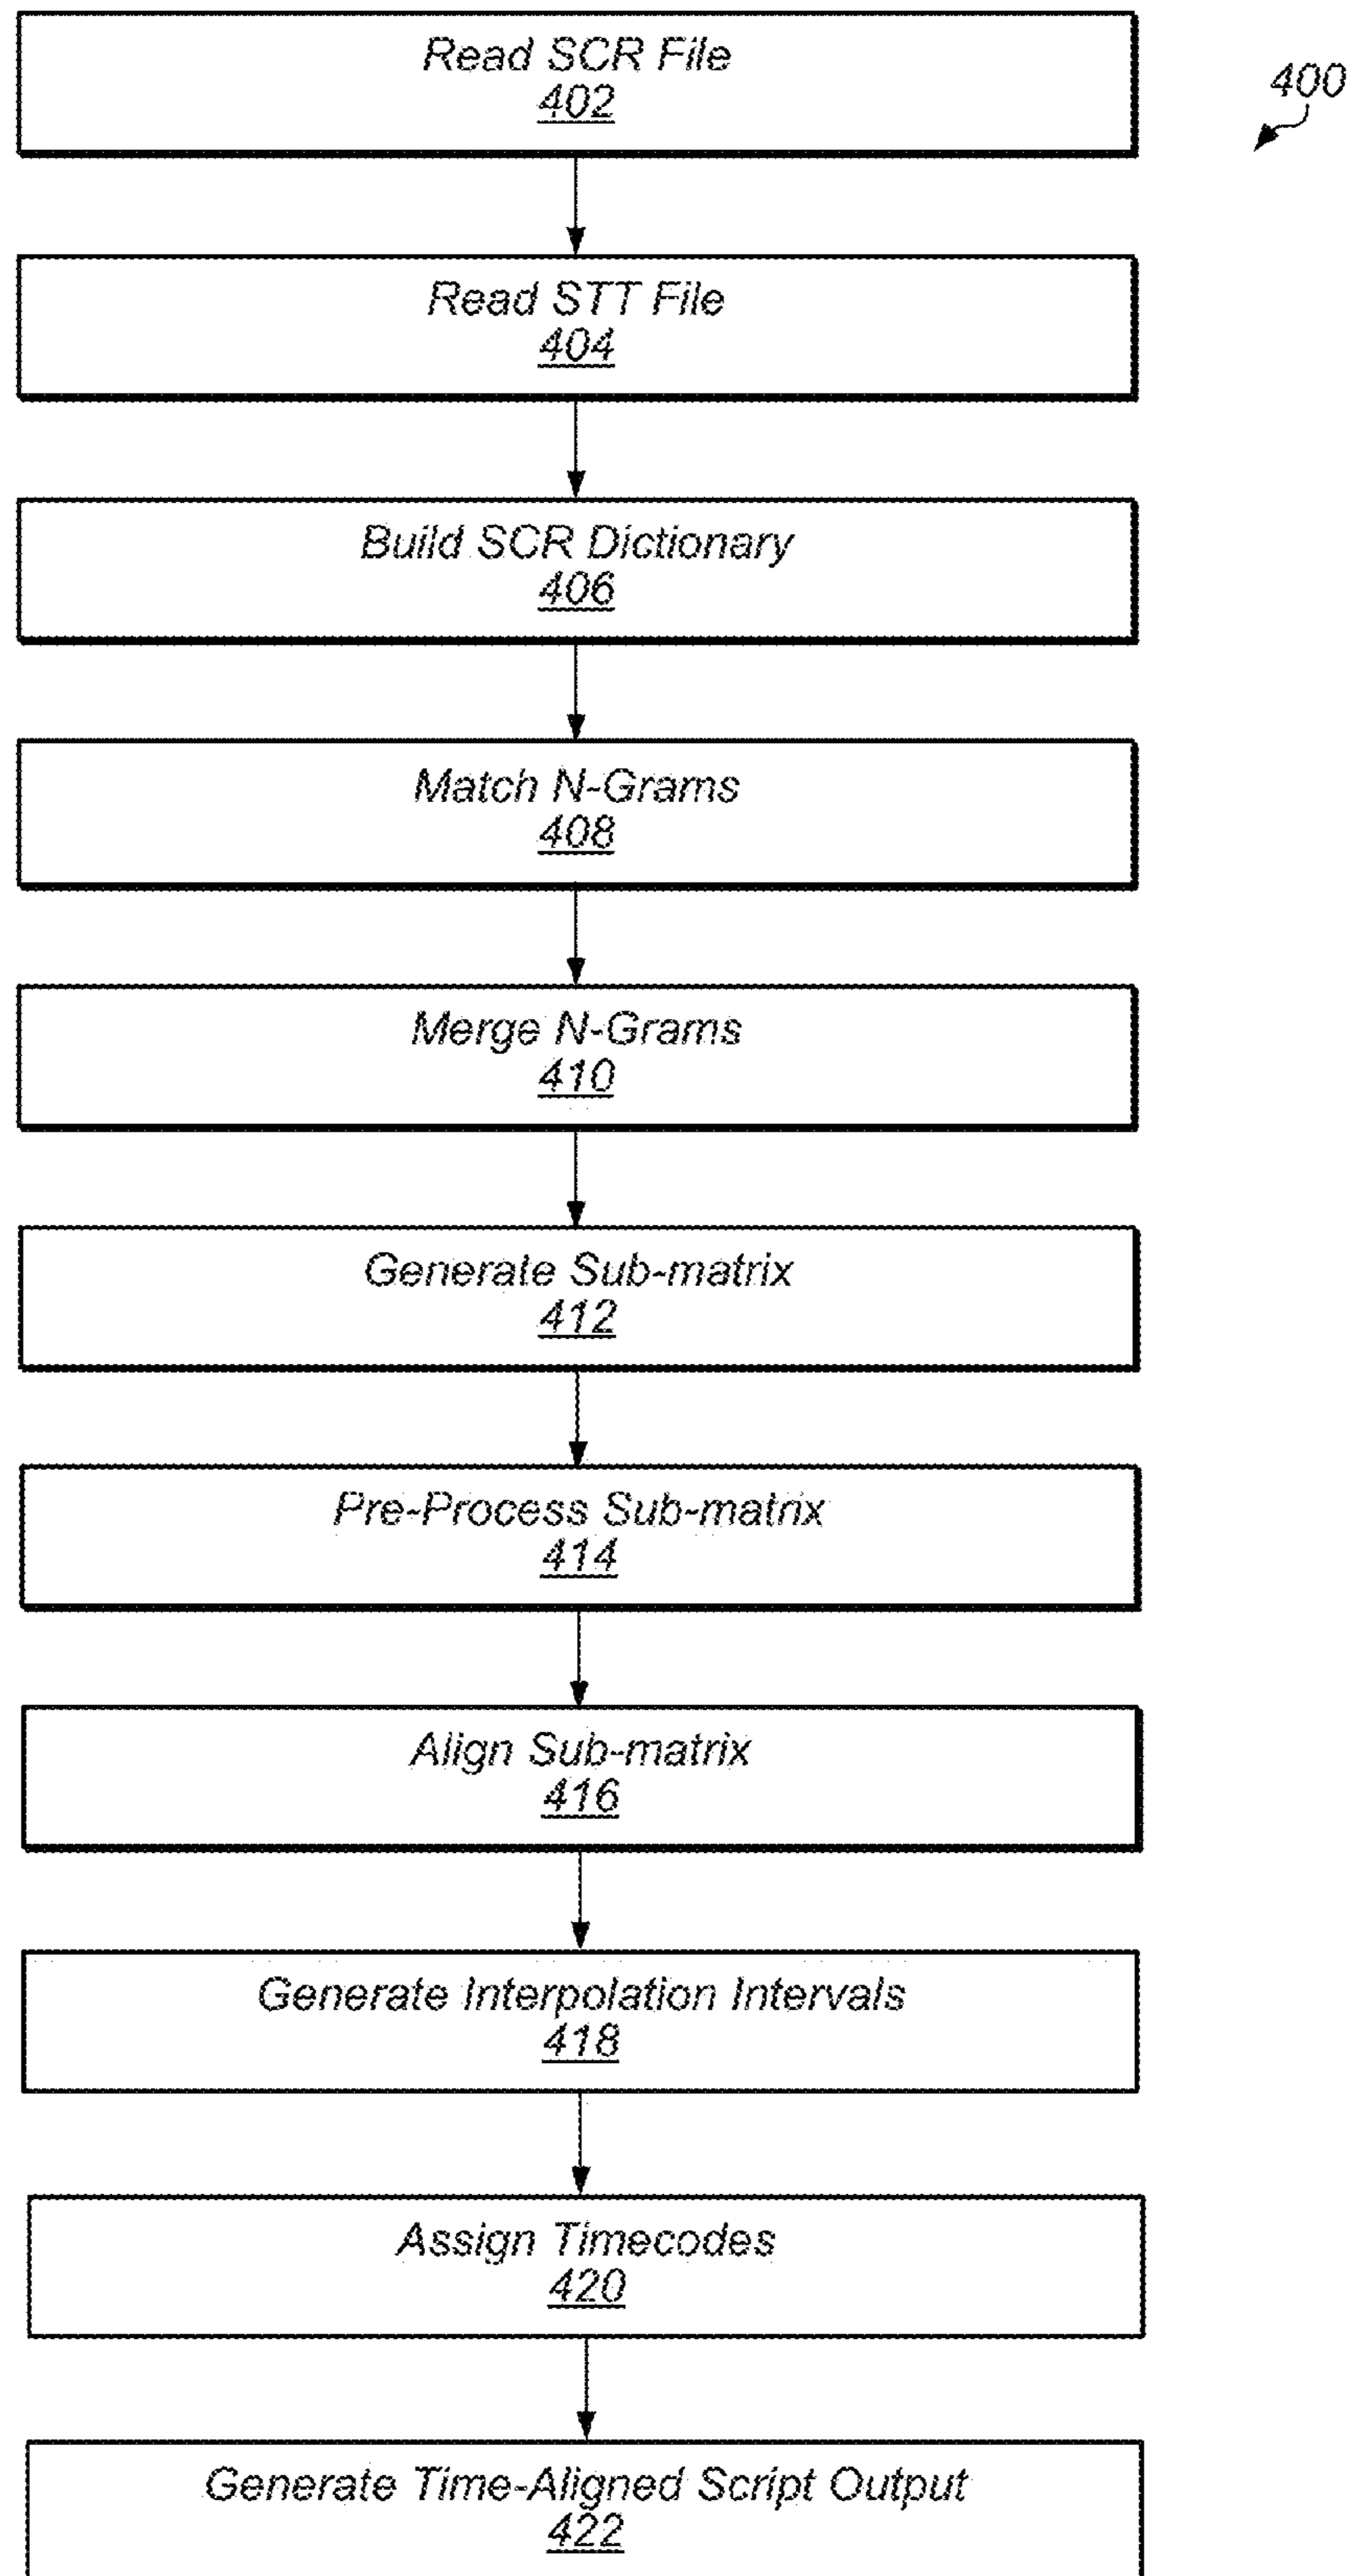 Read SCR File
402
400
Read STT File
404
Build SCR Dictionary
406
Match N-Grams
408
Merge N-Grams
410
Generate Sub-matrix
412
Pre-Process Sub-matrix
414
Align Sub-matrix
416
Generate Interpolation Intervals
418
Assign Timecodes
420
Generate Time-Aligned Script Output
422